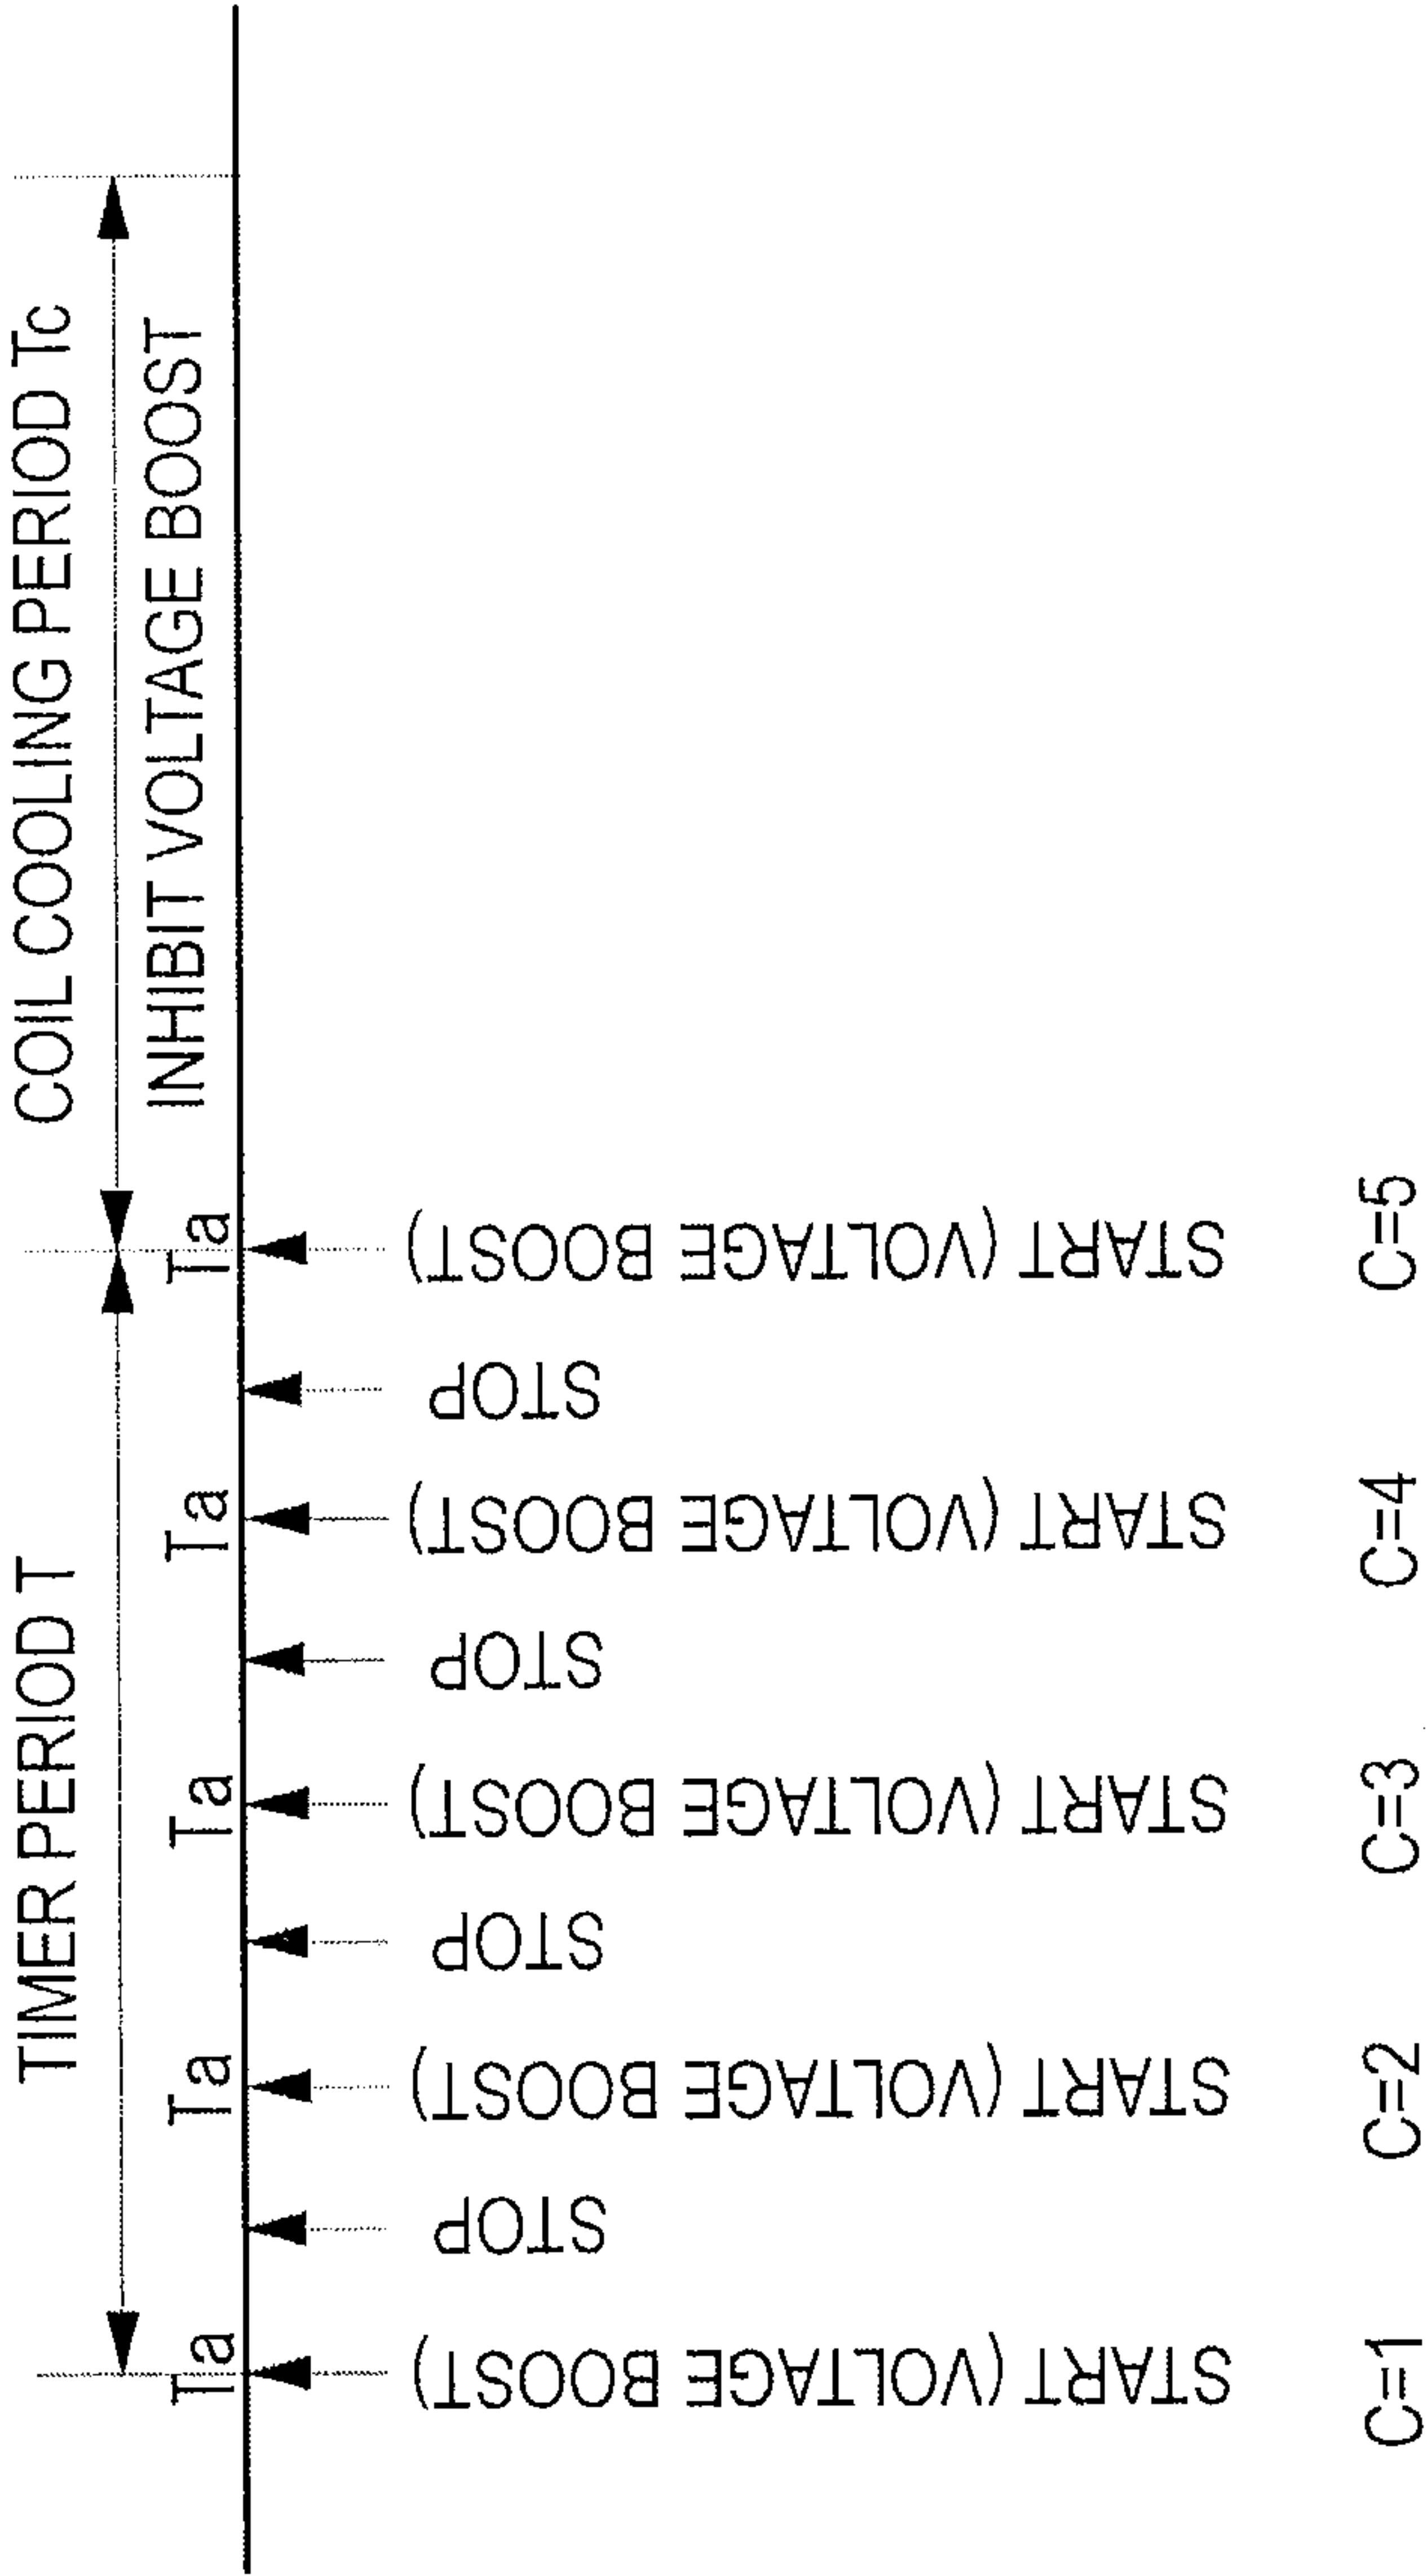 TIMER PERIOD T
COIL COOLING PERIOD Tc
INHIBIT VOLTAGE BOOST
Ta
Ta
Ta
Ta
Ta
START (VOLTAGE BOOST)
STOP
START (VOLTAGE BOOST)
STOP
START (VOLTAGE BOOST)
STOP
START (VOLTAGE BOOST)
STOP
START (VOLTAGE BOOST)
C=1
C=2
C=3
C=4
C=5